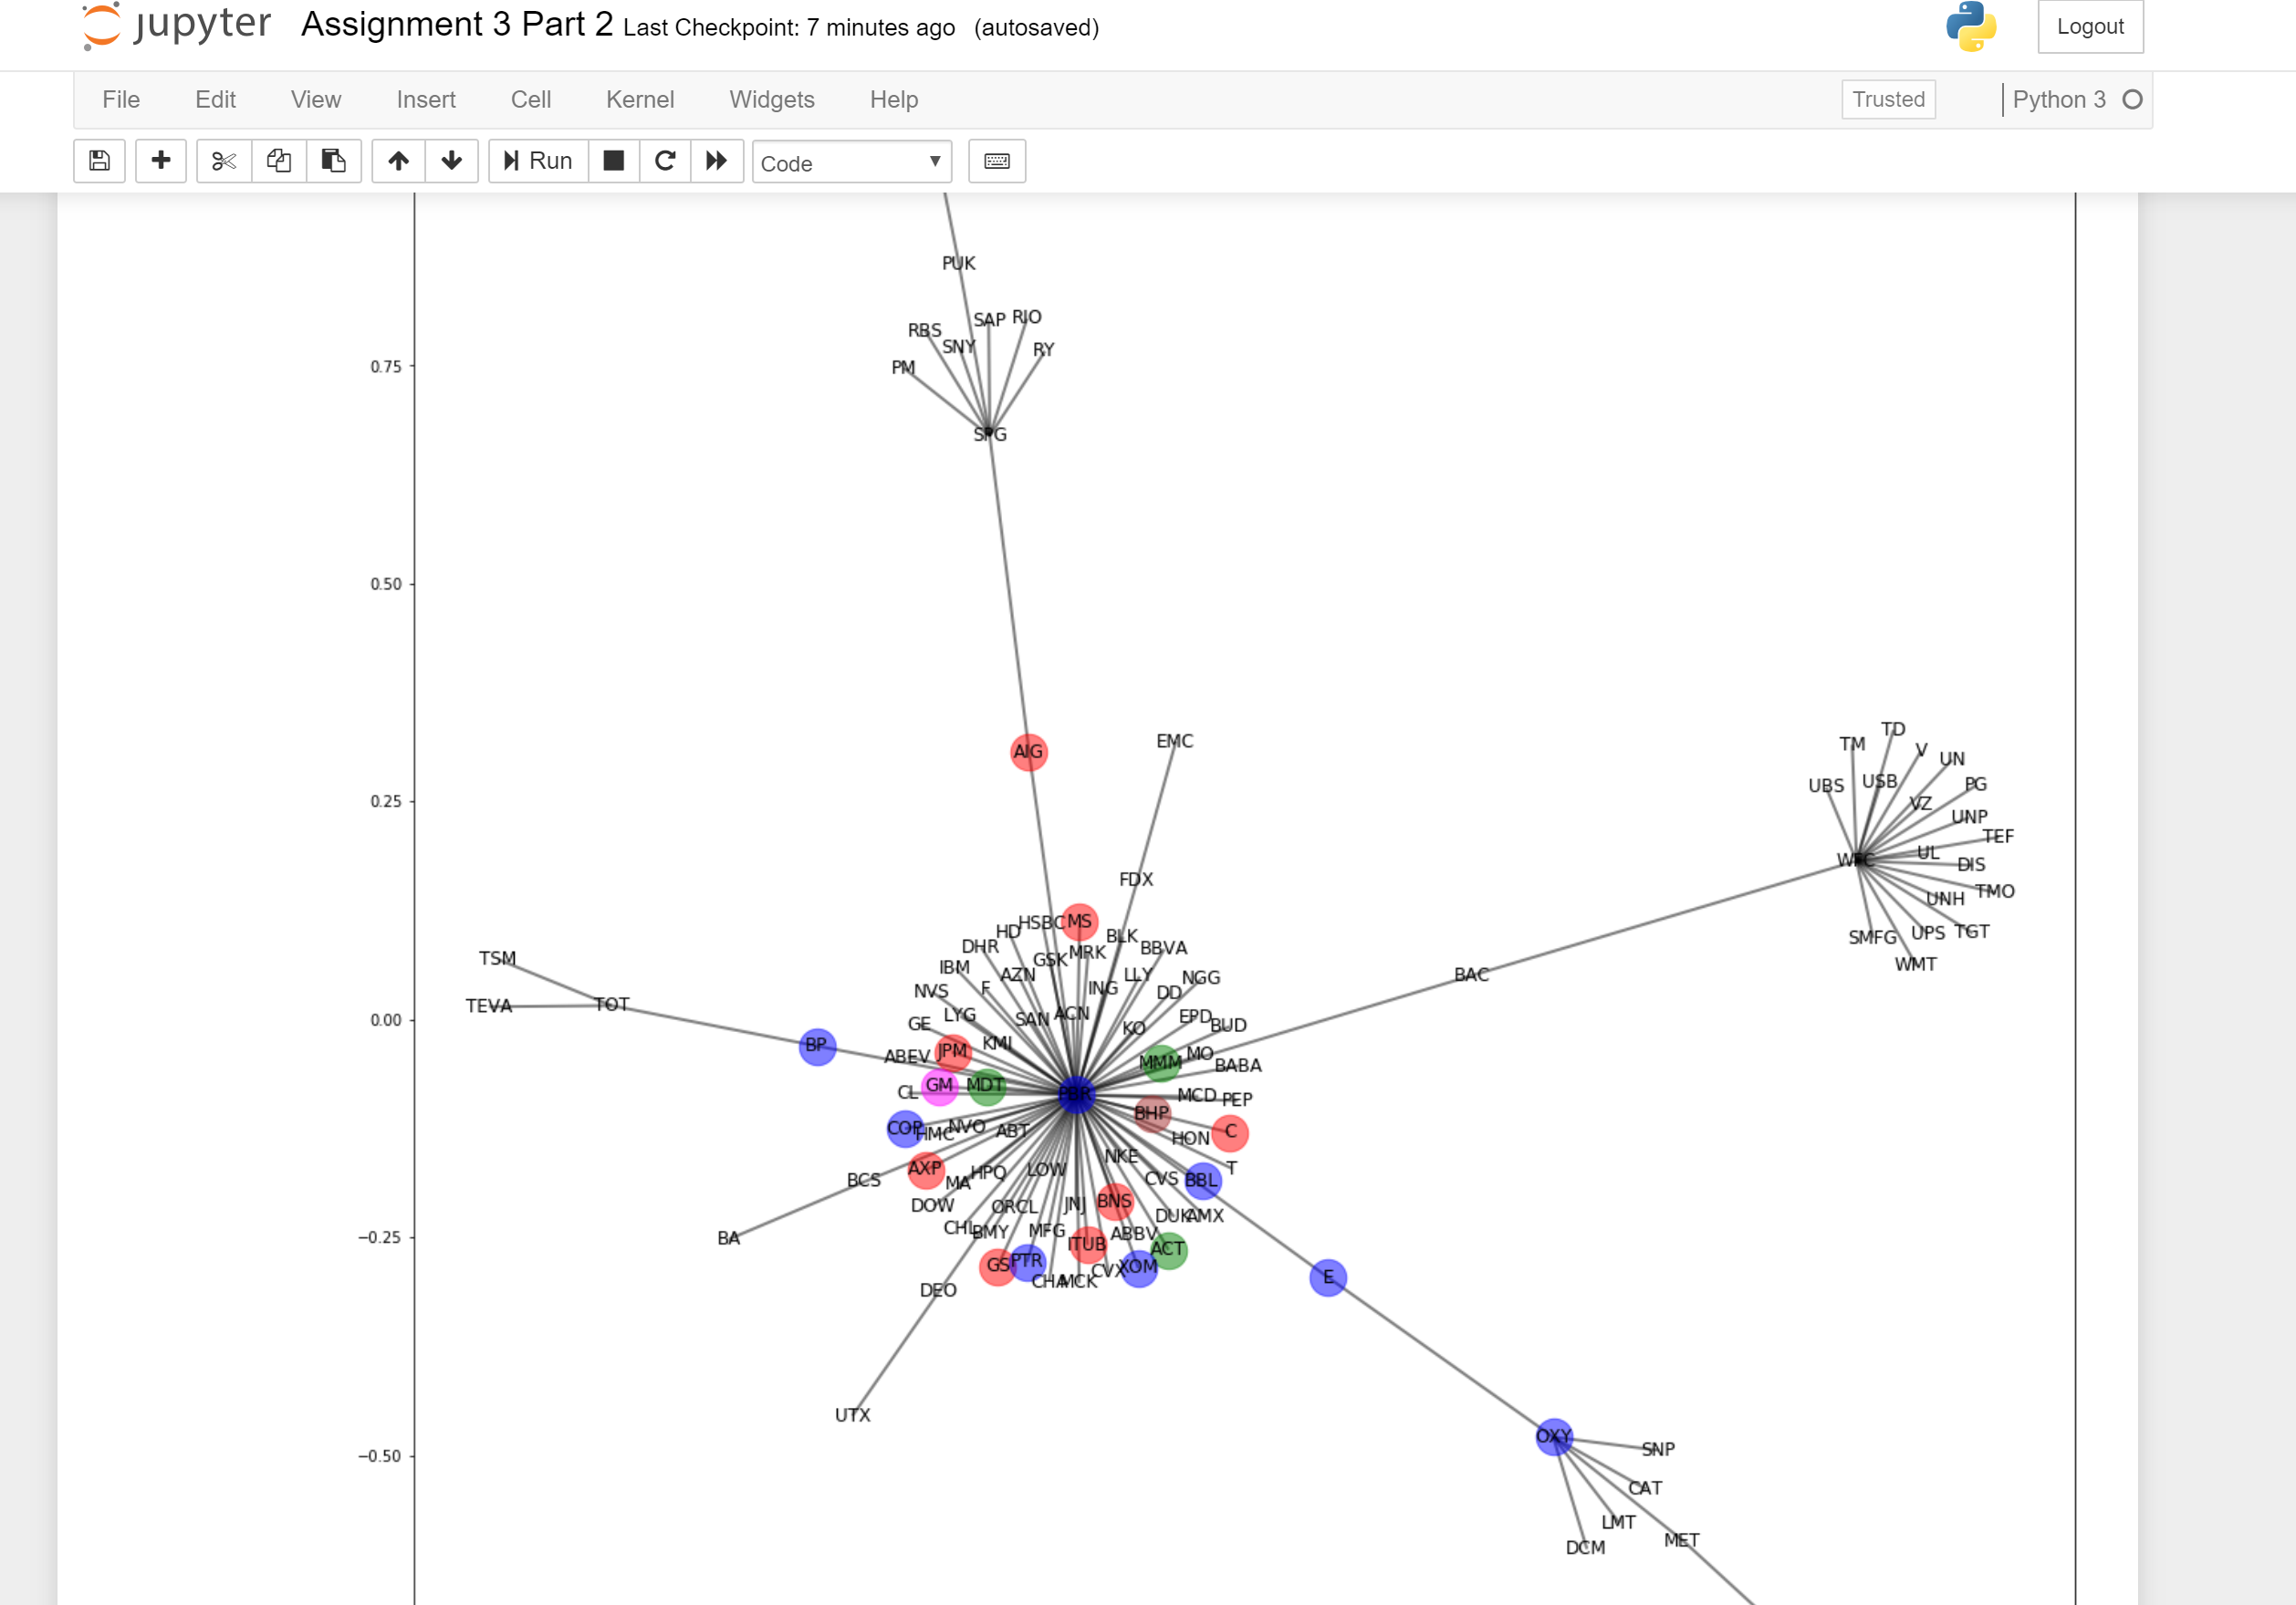 jupyter Assignment 3 Part 2 Last Checkpoint: 7 minutes ago (autosaved)
Logout
File Edit View Insert Cell Kernel Widgets Help
Trusted Python 3
Run Code
PUK
SAP RIO
RBS
SNY RY
0.75 PM
SPG
0.50
TD
EMC TM
AIG V
UN
0.25 UBS USB PG
VZ
UNP
TEF
WFC UL DIS
FDX
TMO
UNH
HSBC MS
HD BLK SMFG UPS TGT
DHR MRK BBVA
TSM GSK WMT
IBM AZN LLY NGG BAC
NVS F ING DD
TEVA TOT
0.00 LYG SAN ACN EPD
GE KO BUD
BP KMI
ABEV JPM MMM MO
BABA
GM MDT
CL PBR MCD PEP
BHP
COP HMC NVO ABT HON C
NKE
AXP HPQ LOW T
BCS MA CVS BBL
DOW ORCL JNJ BNS
DUK AMX
−0.25 BA CHL BMY MFG ABBV
ITUB ACT
GS PTR CVX XOM E
CHA MCK
DEO
UTX
−0.50 OXY SNP
CAT
LMT
DCM MET